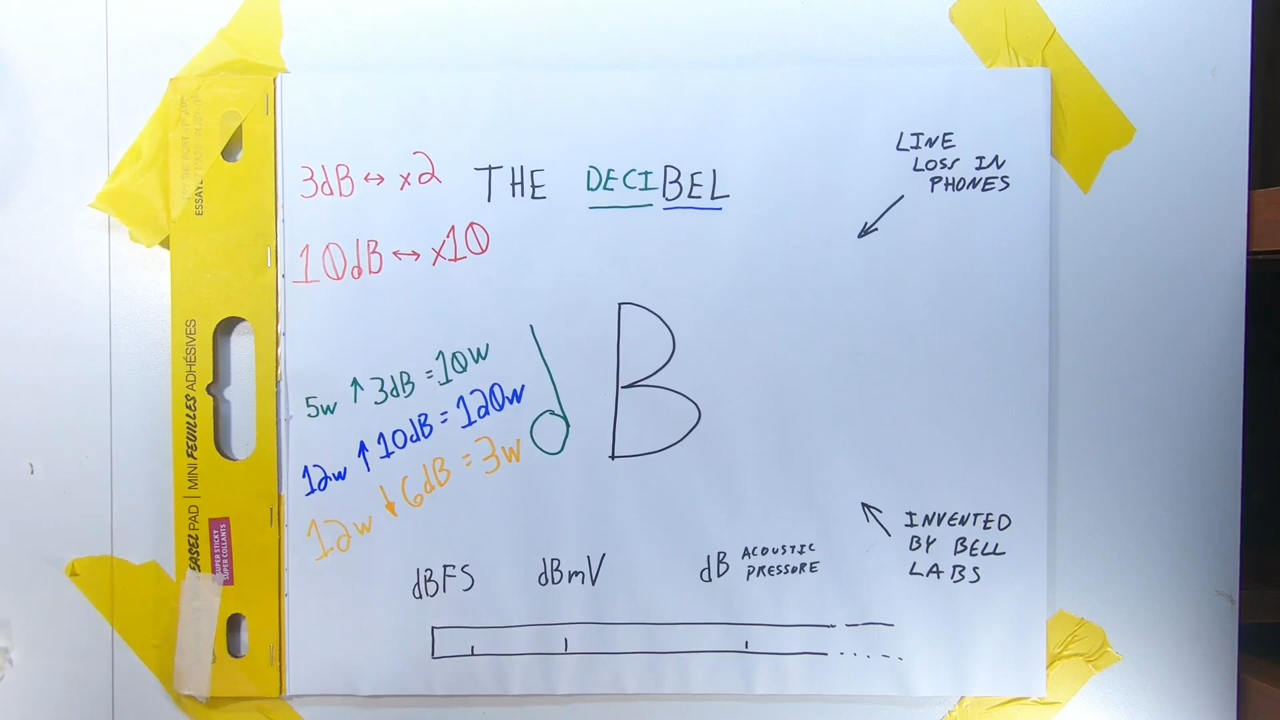 THE DECIBEL
3dB ↔ x2
10dB ↔ x10
LINE
LOSS IN
PHONES
5w ↑ 3dB = 10w
12w ↑ 10dB = 120w
12w ↓ 6dB = 3w
dB
INVENTED
BY BELL
LABS
dBFS
dBmV
dB ACOUSTIC
PRESSURE
EASEL PAD | MINI FEUILLES ADHÉSIVES
SUPER STICKY
SUPER COLLANTS